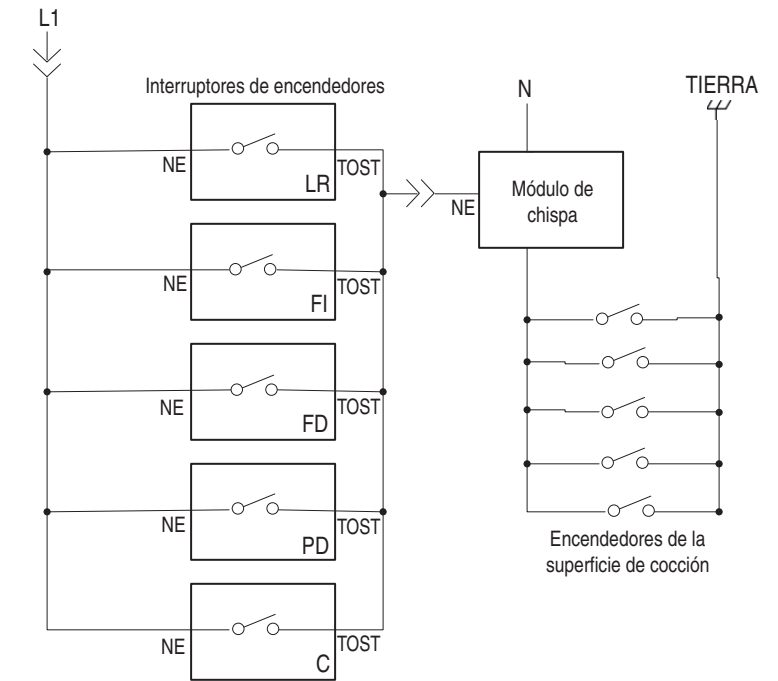 L1
Interruptores de encendedores
N
TIERRA
NE
TOST
LR
NE
Módulo de
chispa
NE
TOST
FI
NE
TOST
FD
NE
TOST
PD
Encendedores de la
superficie de cocción
NE
TOST
C